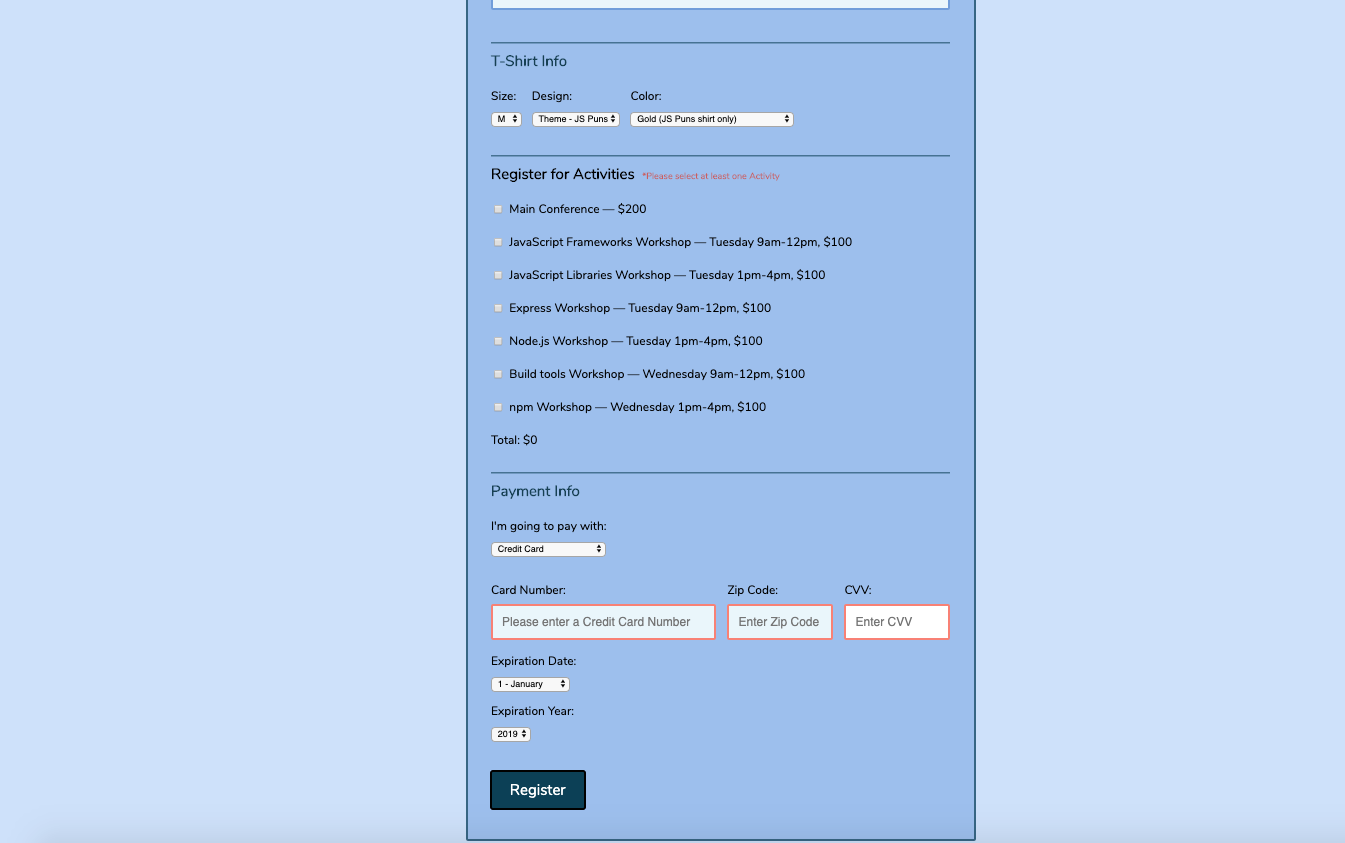 T-Shirt Info
Size: Design: Color:
M Theme - JS Puns Gold (JS Puns shirt only)
Register for Activities *Please select at least one Activity
Main Conference — $200
JavaScript Frameworks Workshop — Tuesday 9am-12pm, $100
JavaScript Libraries Workshop — Tuesday 1pm-4pm, $100
Express Workshop — Tuesday 9am-12pm, $100
Node.js Workshop — Tuesday 1pm-4pm, $100
Build tools Workshop — Wednesday 9am-12pm, $100
npm Workshop — Wednesday 1pm-4pm, $100
Total: $0
Payment Info
I'm going to pay with:
Credit Card
Card Number: Zip Code: CVV:
Please enter a Credit Card Number Enter Zip Code Enter CVV
Expiration Date:
1 - January
Expiration Year:
2019
Register